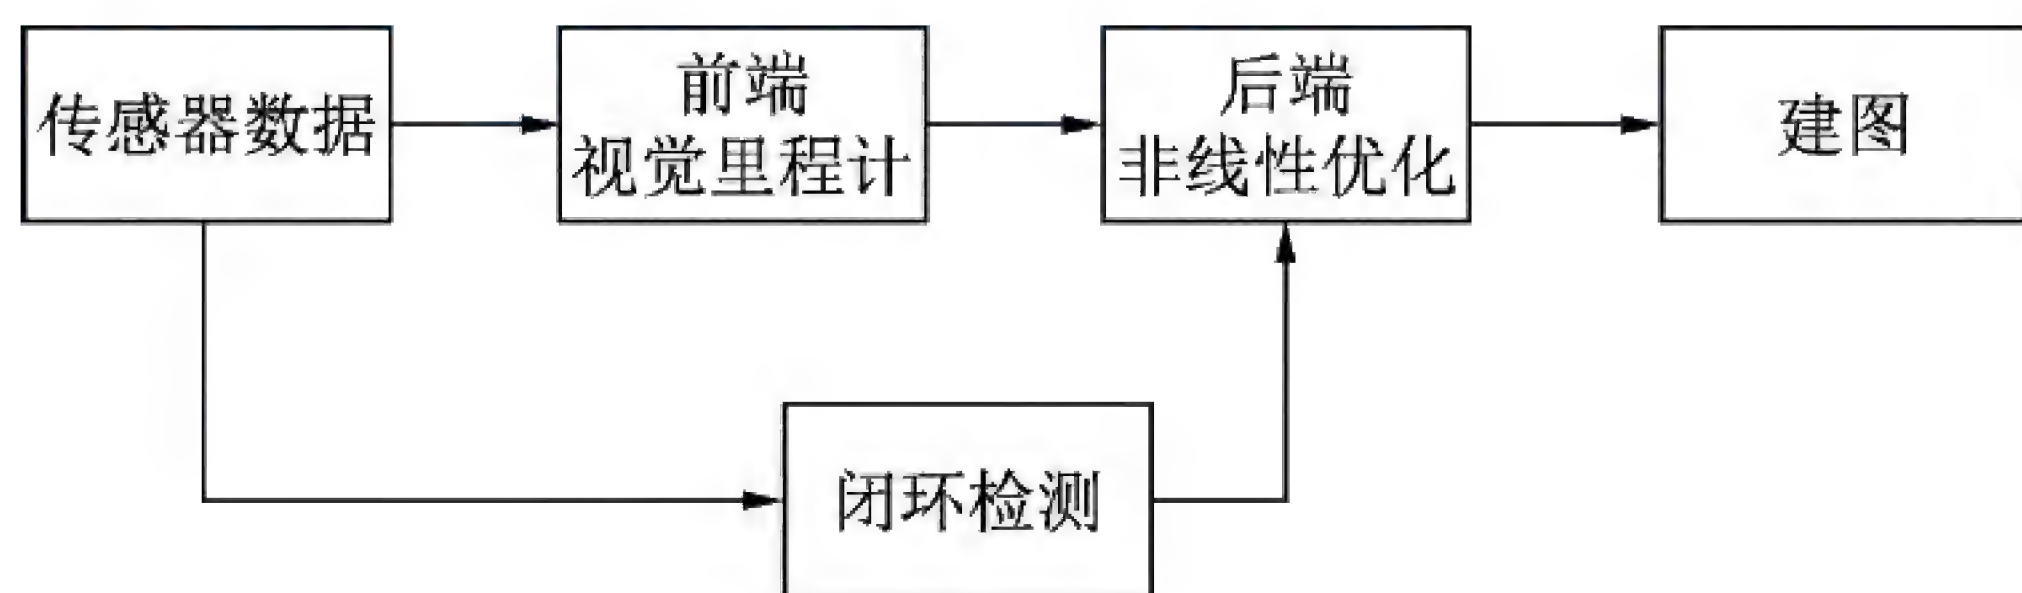 传感器数据
前端
视觉里程计
后端
非线性优化
建图
闭环检测